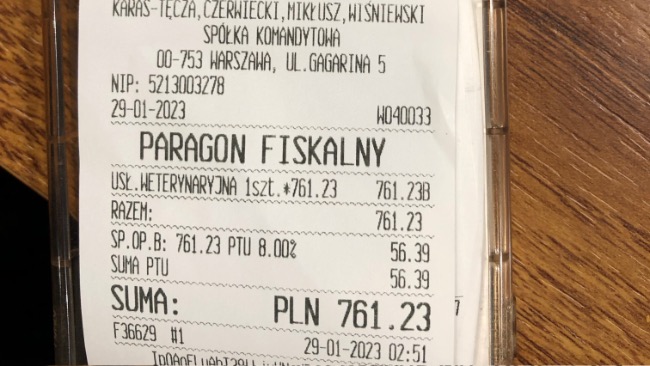 KARAŚ-TĘCZA,CZERWIECKI,MIKŁUSZ,WIŚNIEWSKI
SPÓŁKA KOMANDYTOWA
00-753 WARSZAWA, UL.GAGARINA 5
NIP: 5213003278
29-01-2023 W040033
PARAGON FISKALNY
USŁ.WETERYNARYJNA 1szt.*761.23 761.23B
RAZEM: 761.23
SP.OP.B: 761.23 PTU 8.00% 56.39
SUMA PTU 56.39
SUMA: PLN 761.23
F36629 #1 29-01-2023 02:51